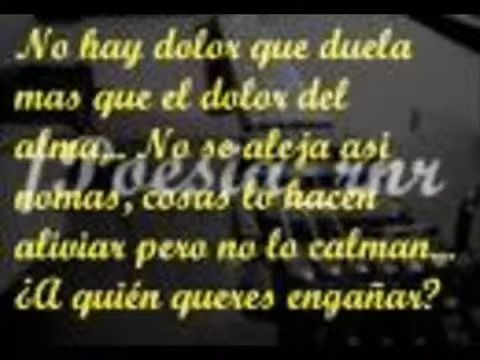 No hay dolor que duela
mas que el dolor del
alma... No se aleja asi
nomas, cosas lo hacen
aliviar pero no lo calman...
¿A quién queres engañar?